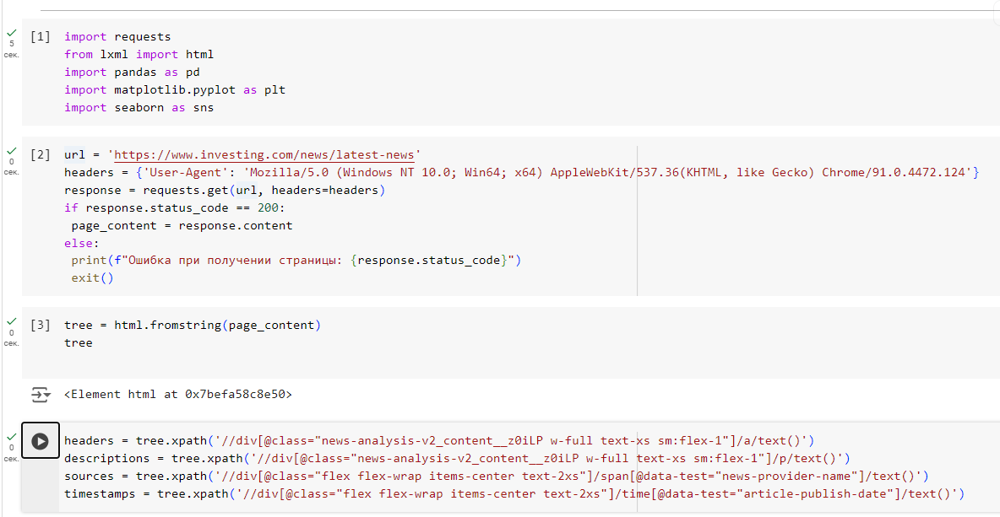 5
сек.
[1]
import requests
from lxml import html
import pandas as pd
import matplotlib.pyplot as plt
import seaborn as sns
0
сек.
[2]
url = 'https://www.investing.com/news/latest-news'
headers = {'User-Agent': 'Mozilla/5.0 (Windows NT 10.0; Win64; x64) AppleWebKit/537.36(KHTML, like Gecko) Chrome/91.0.4472.124'}
response = requests.get(url, headers=headers)
if response.status_code == 200:
 page_content = response.content
else:
 print(f"Ошибка при получении страницы: {response.status_code}")
 exit()
0
сек.
[3]
tree = html.fromstring(page_content)
tree
<Element html at 0x7befa58c8e50>
0
сек.
headers = tree.xpath('//div[@class="news-analysis-v2_content__z0iLP w-full text-xs sm:flex-1"]/a/text()')
descriptions = tree.xpath('//div[@class="news-analysis-v2_content__z0iLP w-full text-xs sm:flex-1"]/p/text()')
sources = tree.xpath('//div[@class="flex flex-wrap items-center text-2xs"]/span[@data-test="news-provider-name"]/text()')
timestamps = tree.xpath('//div[@class="flex flex-wrap items-center text-2xs"]/time[@data-test="article-publish-date"]/text()')